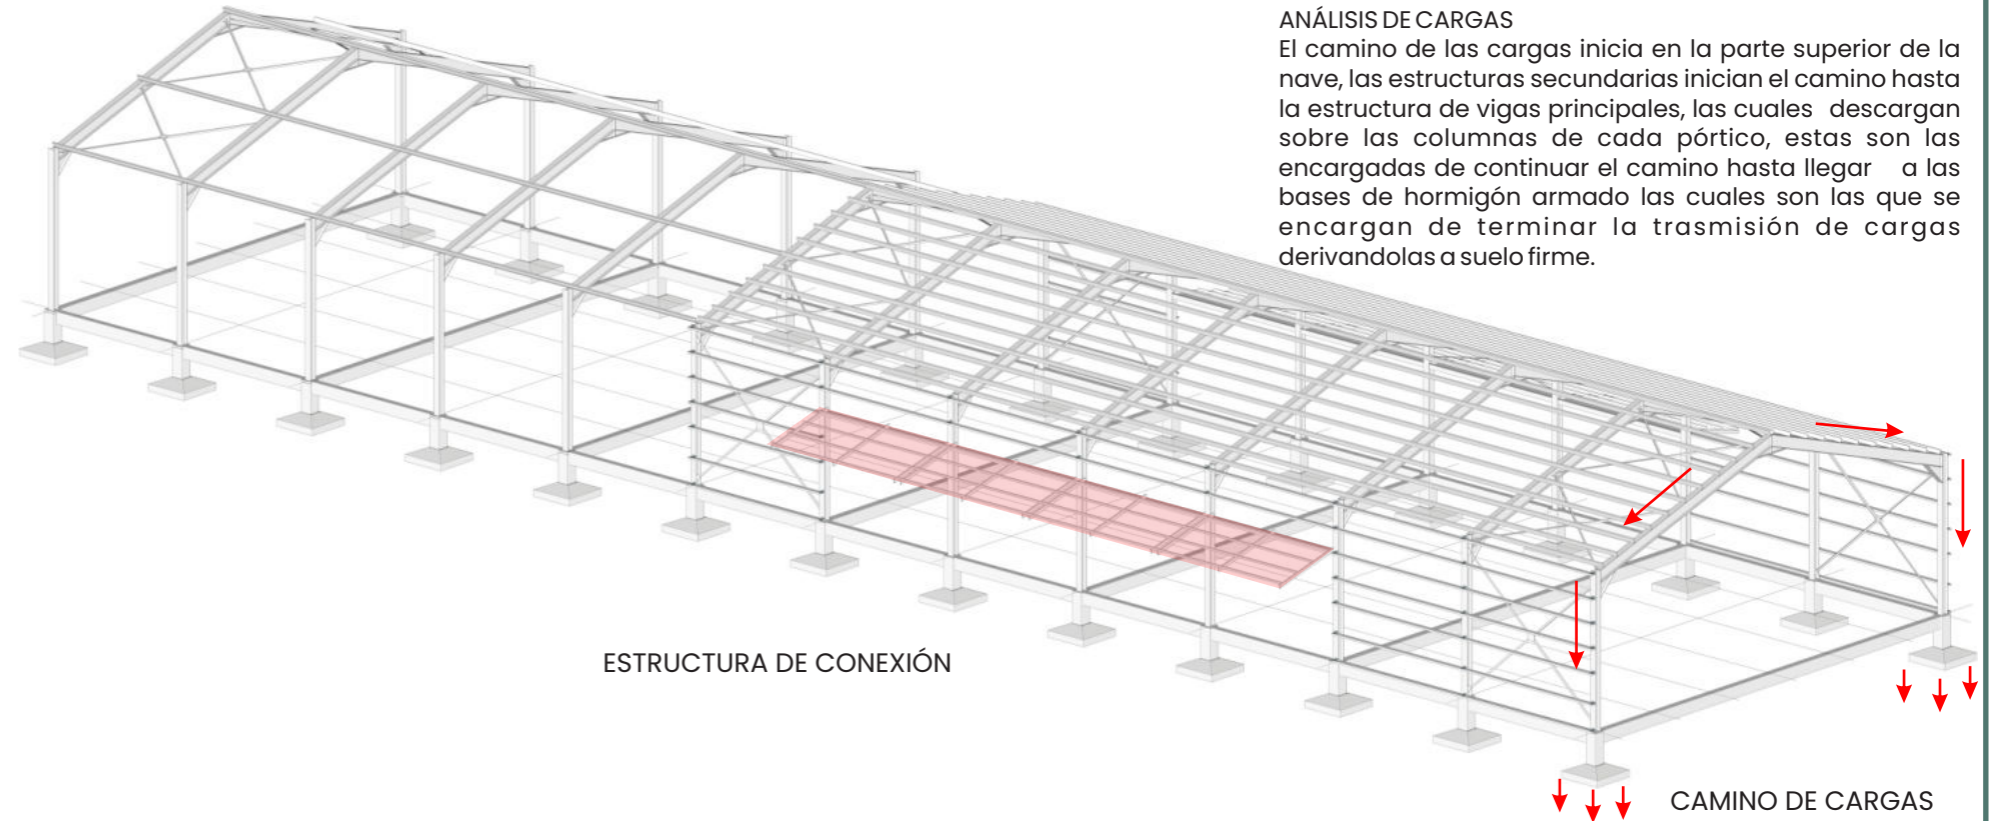 ANÁLISIS DE CARGAS
El camino de las cargas inicia en la parte superior de la
nave, las estructuras secundarias inician el camino hasta
la estructura de vigas principales, las cuales descargan
sobre las columnas de cada pórtico, estas son las
encargadas de continuar el camino hasta llegar a las
bases de hormigón armado las cuales son las que se
encargan de terminar la trasmisión de cargas
derivandolas a suelo firme.
ESTRUCTURA DE CONEXIÓN
CAMINO DE CARGAS